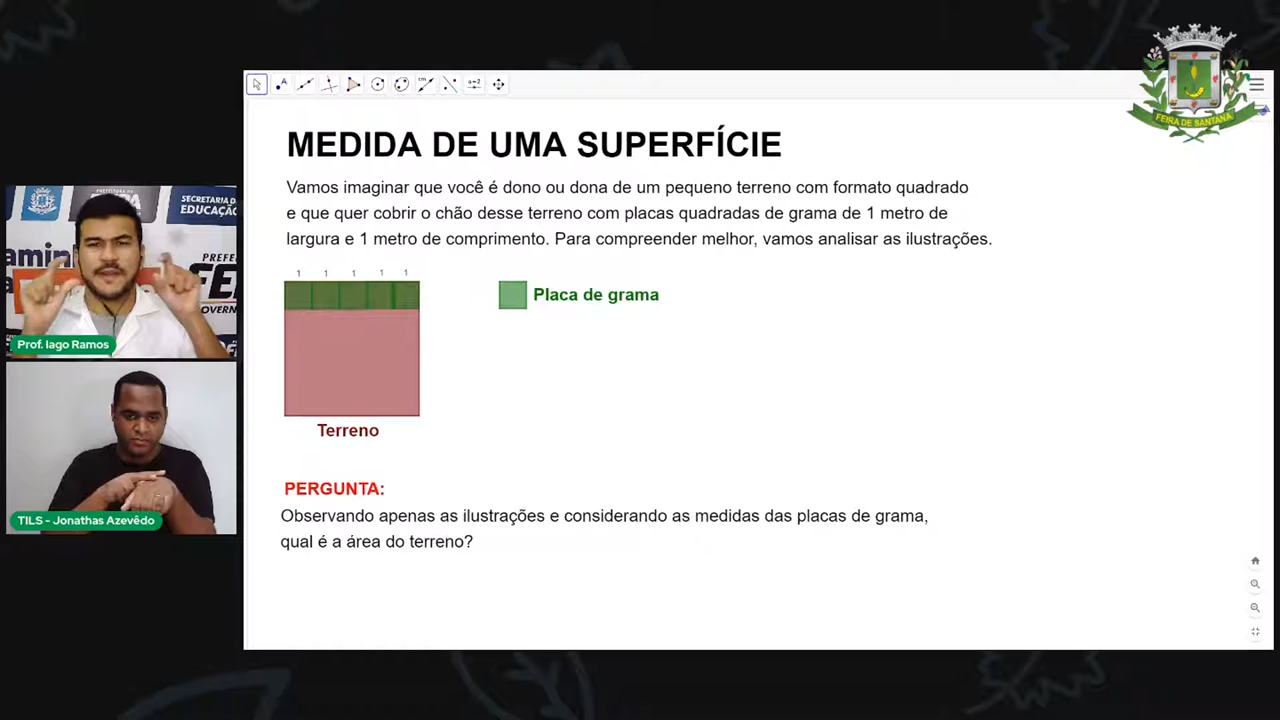 FEIRA DE SANTANA
MEDIDA DE UMA SUPERFÍCIE
Vamos imaginar que você é dono ou dona de um pequeno terreno com formato quadrado
e que quer cobrir o chão desse terreno com placas quadradas de grama de 1 metro de
largura e 1 metro de comprimento. Para compreender melhor, vamos analisar as ilustrações.
1 1 1 1 1
Placa de grama
Terreno
PERGUNTA:
Observando apenas as ilustrações e considerando as medidas das placas de grama,
qual é a área do terreno?
SECRETARIA
EDUCAÇÃO
Prof. Iago Ramos
TILS - Jonathas Azevêdo